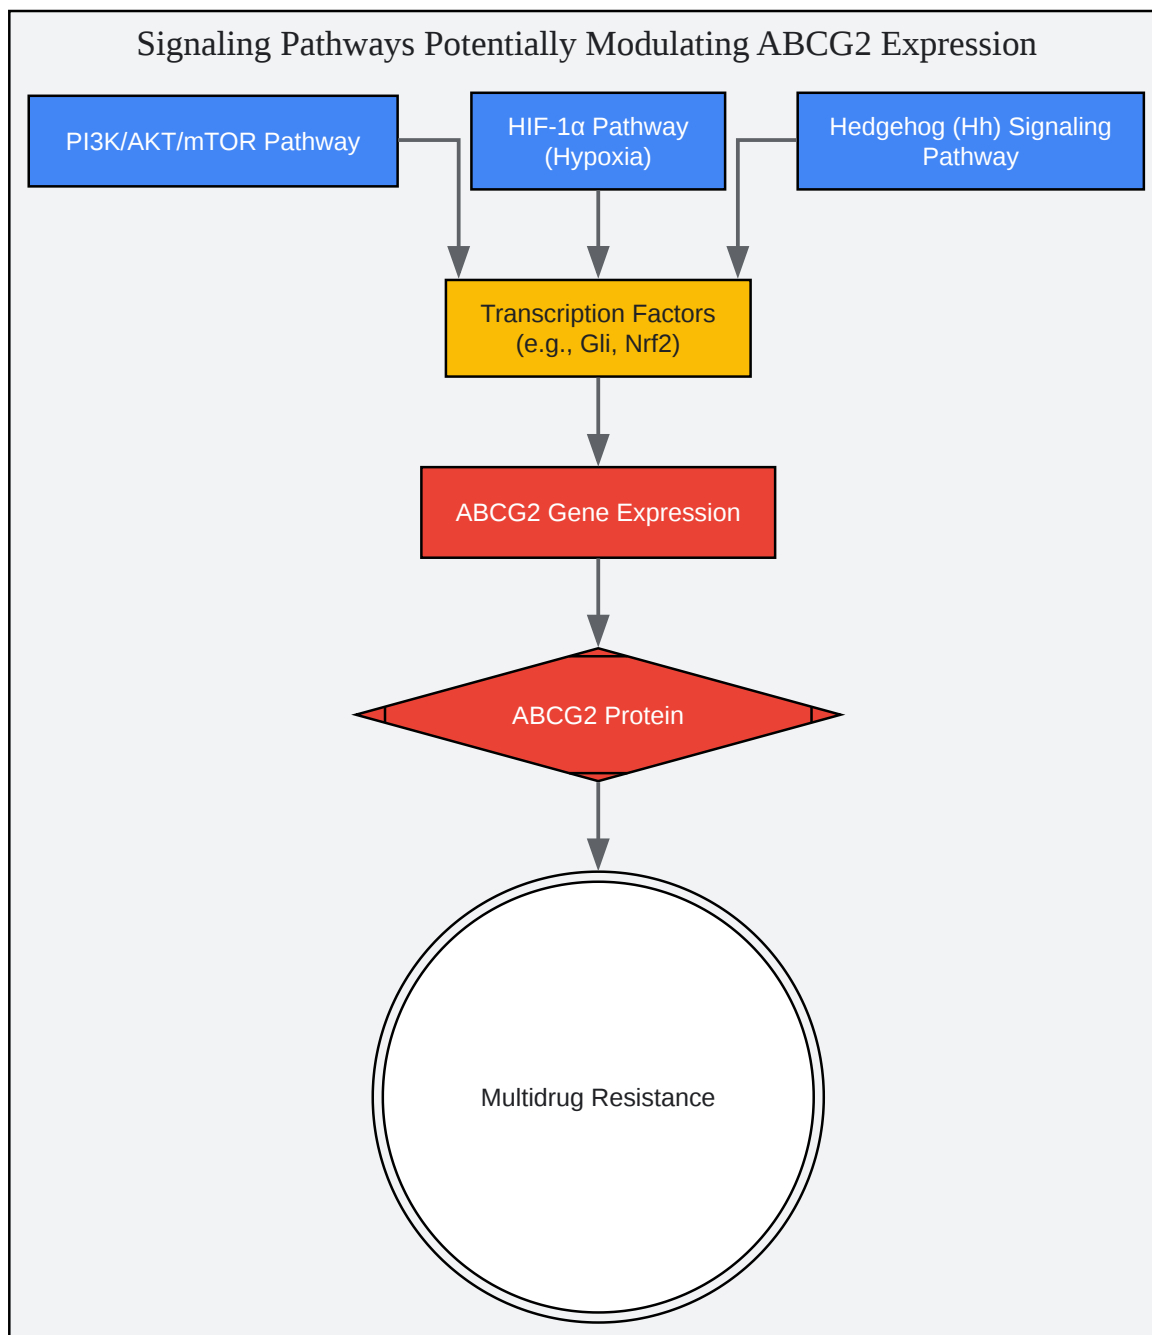 Signaling Pathways Potentially Modulating ABCG2 Expression
PI3K/AKT/mTOR Pathway
HIF-1α Pathway
(Hypoxia)
Hedgehog (Hh) Signaling
Pathway
Transcription Factors
(e.g., Gli, Nrf2)
ABCG2 Gene Expression
ABCG2 Protein
Multidrug Resistance